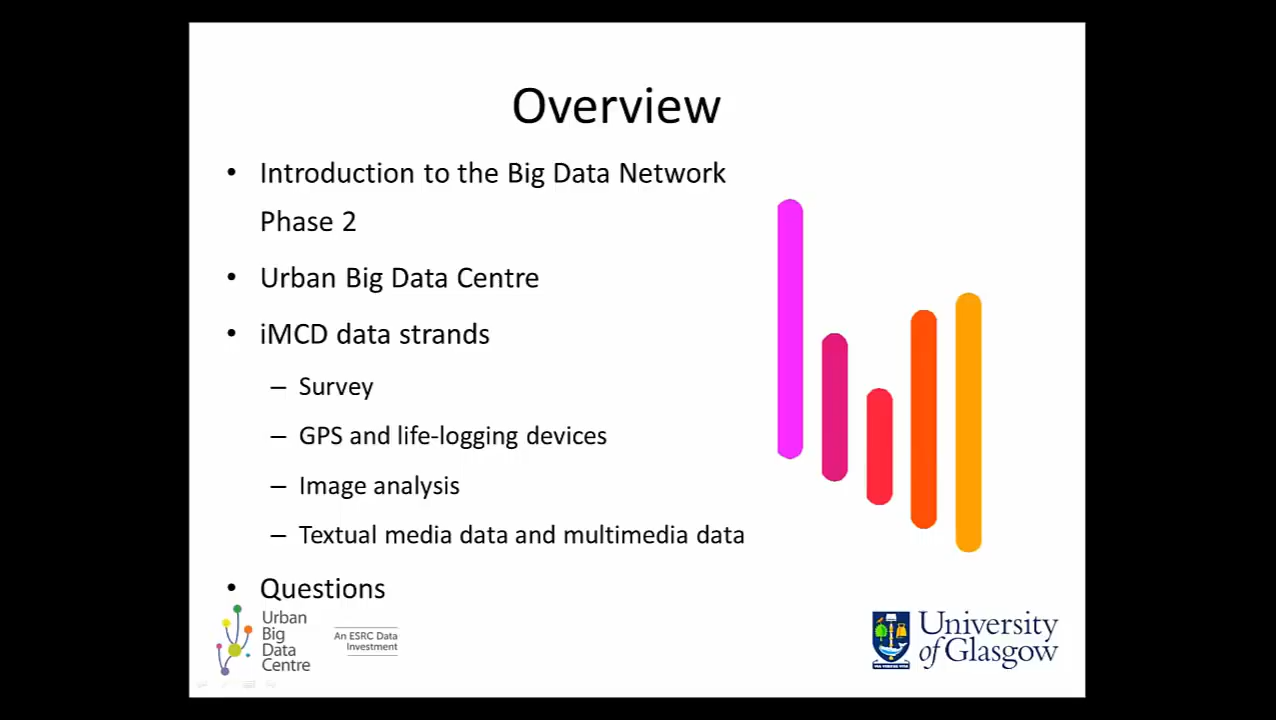 Overview
• Introduction to the Big Data Network
Phase 2
• Urban Big Data Centre
• iMCD data strands
– Survey
– GPS and life-logging devices
– Image analysis
– Textual media data and multimedia data
• Questions
Urban
Big
Data
Centre
An ESRC Data
Investment
University
of Glasgow